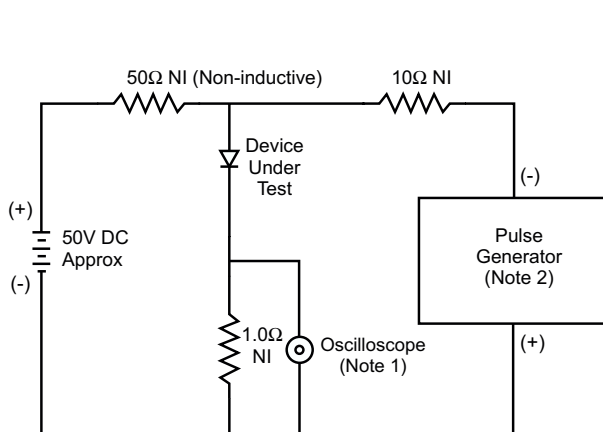 50Ω NI (Non-inductive)
10Ω NI
Device
Under
Test
(-)
(+)
50V DC
Approx
(-)
Pulse
Generator
(Note 2)
1.0Ω
NI
Oscilloscope
(Note 1)
(+)